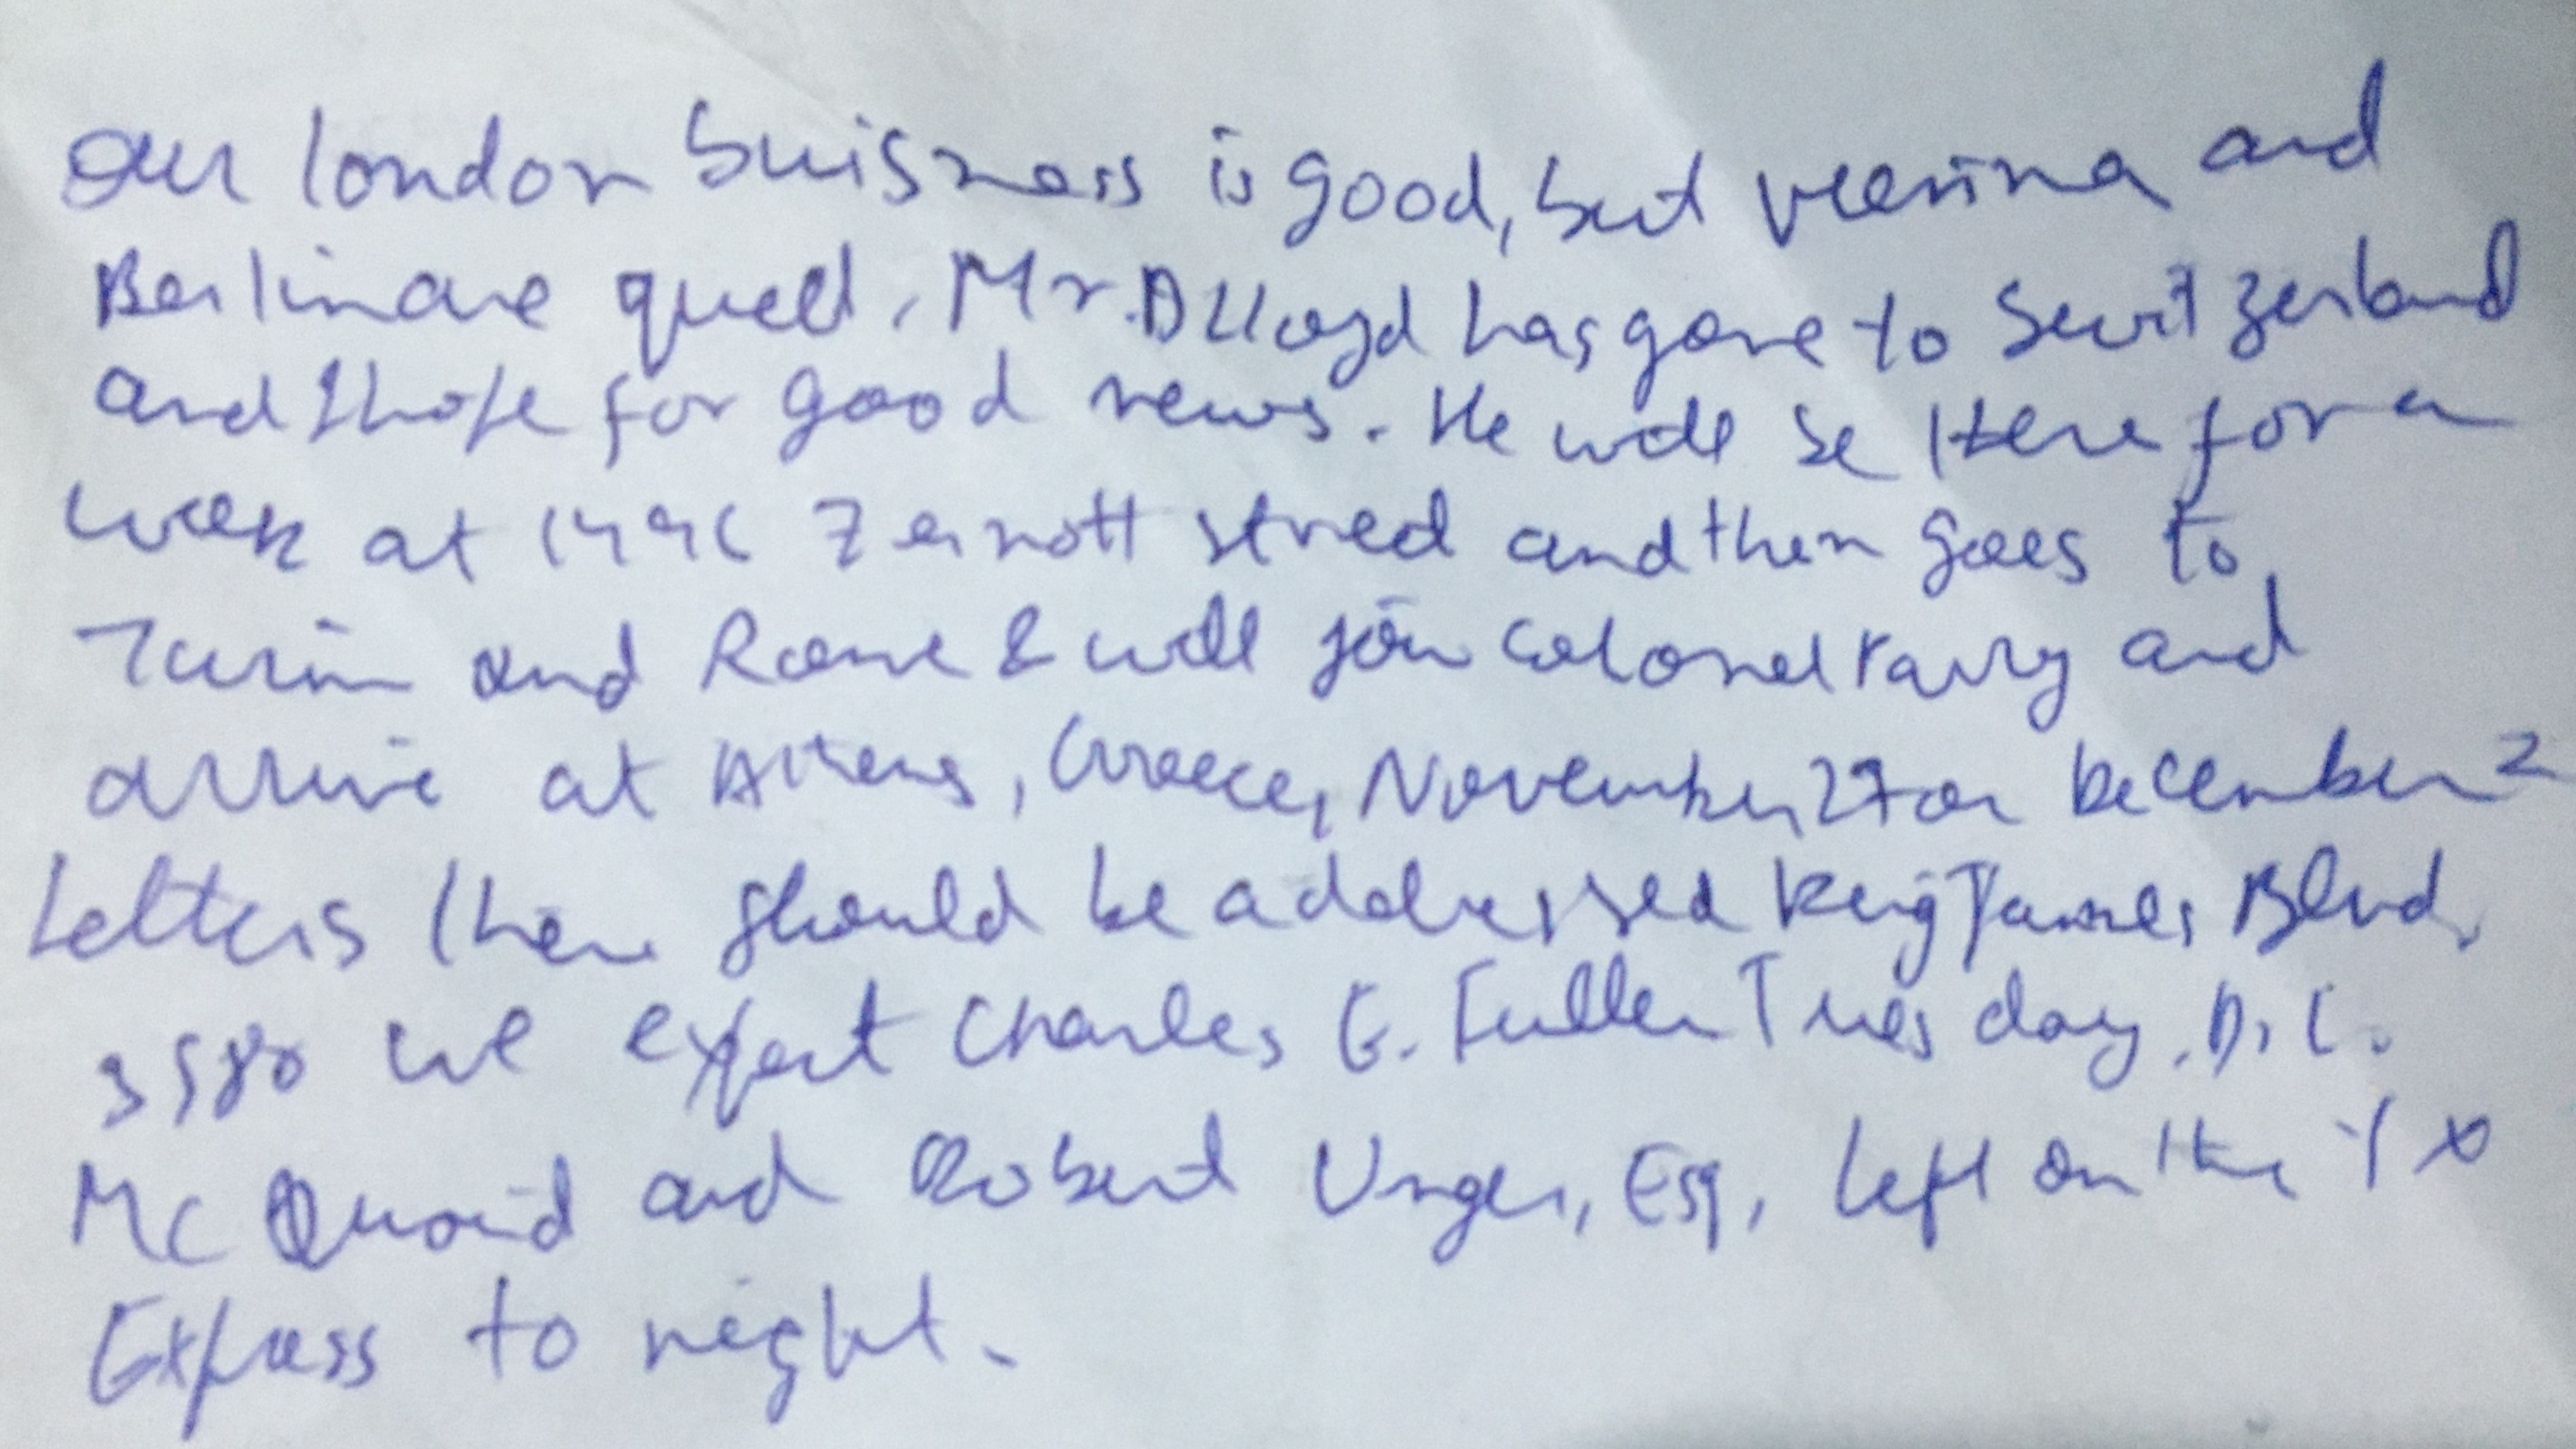 our london buisness is good, but vienna and
Berlin are quell. Mr. D Lloyd has gone to Switzerland
and I hope for good news. He will be there for a
week at 1496 Zermott street and then goes to
Turin and Rome & will join Colonel Parry and
arrive at Athens, Greece, November 27 or December 2
Letters there should be addressed King James Blvd.
3580 we expect Charles E. Fuller Tuesday. D. L.
Mc Quaid and Robert Unger, Esq, left on the
Express to night.